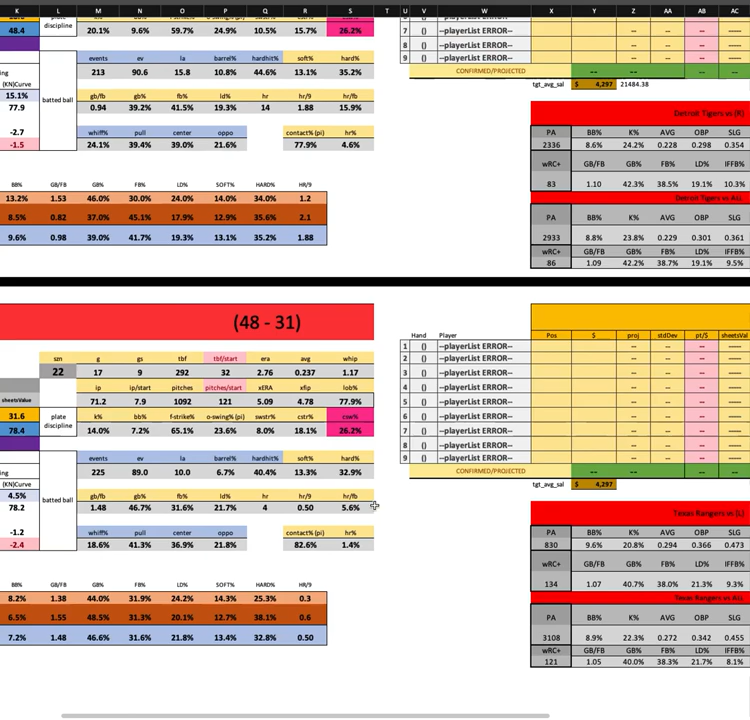 K L M N O P Q R S T U V W X Y Z AA AB AC
plate discipline
48.4 20.1% 9.6% 59.7% 24.9% 10.5% 15.7% 26.2%
events ev la barrel% hardhit% soft% hard%
213 90.6 15.8 10.8% 44.6% 13.1% 35.2%
ing
(KN)Curve
15.1%
77.9
-2.7
-1.5
batted ball
gb/fb gb% fb% ld% hr hr/9 hr/fb
0.94 39.2% 41.5% 19.3% 14 1.88 15.9%
whiff% pull center oppo contact% (pi) hr%
24.1% 39.4% 39.0% 21.6% 77.9% 4.6%
BB% GB/FB GB% FB% LD% SOFT% HARD% HR/9
13.2% 1.53 46.0% 30.0% 24.0% 14.0% 34.0% 1.2
8.5% 0.82 37.0% 45.1% 17.9% 12.9% 35.6% 2.1
9.6% 0.98 39.0% 41.7% 19.3% 13.1% 35.2% 1.88
7 () --playerList ERROR-- -- -- -- -----
8 () --playerList ERROR-- -- -- -- -----
9 () --playerList ERROR-- -- -- -- -----
CONFIRMED/PROJECTED -- -- -- --
tgt_avg_sal $ 4,297 21484.38
Detroit Tigers vs (R)
PA BB% K% AVG OBP SLG
2336 8.6% 24.2% 0.228 0.298 0.354
wRC+ GB/FB GB% FB% LD% IFFB%
83 1.10 42.3% 38.5% 19.1% 10.3%
Detroit Tigers vs ALL
PA BB% K% AVG OBP SLG
2933 8.8% 23.8% 0.229 0.301 0.361
wRC+ GB/FB GB% FB% LD% IFFB%
86 1.09 42.2% 38.7% 19.1% 9.5%
(48 - 31)
szn g gs tbf tbf/start era avg whip
22 17 9 292 32 2.76 0.237 1.17
ip ip/start pitches pitches/start xERA xfip lob%
sheetsValue 71.2 7.9 1092 121 5.09 4.78 77.9%
31.6 plate discipline k% bb% f-strike% o-swing% (pi) swstr% cstr% csw%
78.4 14.0% 7.2% 65.1% 23.6% 8.0% 18.1% 26.2%
events ev la barrel% hardhit% soft% hard%
225 89.0 10.0 6.7% 40.4% 13.3% 32.9%
ing
(KN)Curve
4.5%
78.2
-1.2
-2.4
batted ball
gb/fb gb% fb% ld% hr hr/9 hr/fb
1.48 46.7% 31.6% 21.8% 4 0.50 5.6%
whiff% pull center oppo contact% (pi) hr%
18.6% 41.3% 36.9% 21.8% 82.6% 1.4%
BB% GB/FB GB% FB% LD% SOFT% HARD% HR/9
8.2% 1.38 44.0% 31.9% 24.2% 14.3% 25.3% 0.3
6.5% 1.55 48.5% 31.3% 20.1% 12.7% 38.1% 0.6
7.2% 1.48 46.6% 31.6% 21.8% 13.4% 32.8% 0.50
Hand Player Pos $ proj stdDev pt/$ sheetsVal
1 () --playerList ERROR-- -- -- -- -----
2 () --playerList ERROR-- -- -- -- -----
3 () --playerList ERROR-- -- -- -- -----
4 () --playerList ERROR-- -- -- -- -----
5 () --playerList ERROR-- -- -- -- -----
6 () --playerList ERROR-- -- -- -- -----
7 () --playerList ERROR-- -- -- -- -----
8 () --playerList ERROR-- -- -- -- -----
9 () --playerList ERROR-- -- -- -- -----
CONFIRMED/PROJECTED -- -- -- --
tgt_avg_sal $ 4,297
Texas Rangers vs (L)
PA BB% K% AVG OBP SLG
830 9.6% 20.8% 0.294 0.366 0.473
wRC+ GB/FB GB% FB% LD% IFFB%
134 1.07 40.7% 38.0% 21.3% 9.3%
Texas Rangers vs ALL
PA BB% K% AVG OBP SLG
3108 8.9% 22.3% 0.272 0.342 0.455
wRC+ GB/FB GB% FB% LD% IFFB%
121 1.05 40.0% 38.3% 21.7% 8.1%